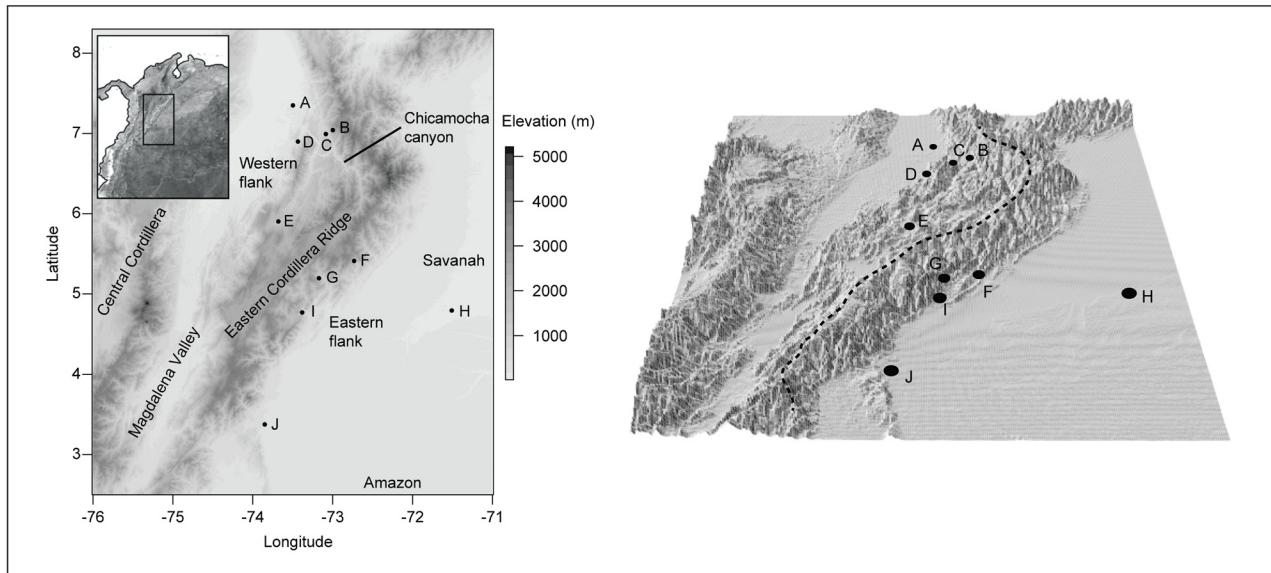 8
7
6
5
4
3
Latitude
-76
-75
-74
-73
-72
-71
Longitude
A
B
C
D
E
F
G
H
I
J
Chicamocha
canyon
Western
flank
Central Cordillera
Eastern Cordillera Ridge
Savanah
Eastern
flank
Magdalena Valley
Amazon
Elevation (m)
5000
4000
3000
2000
1000
A
C
B
D
E
G
F
H
I
J